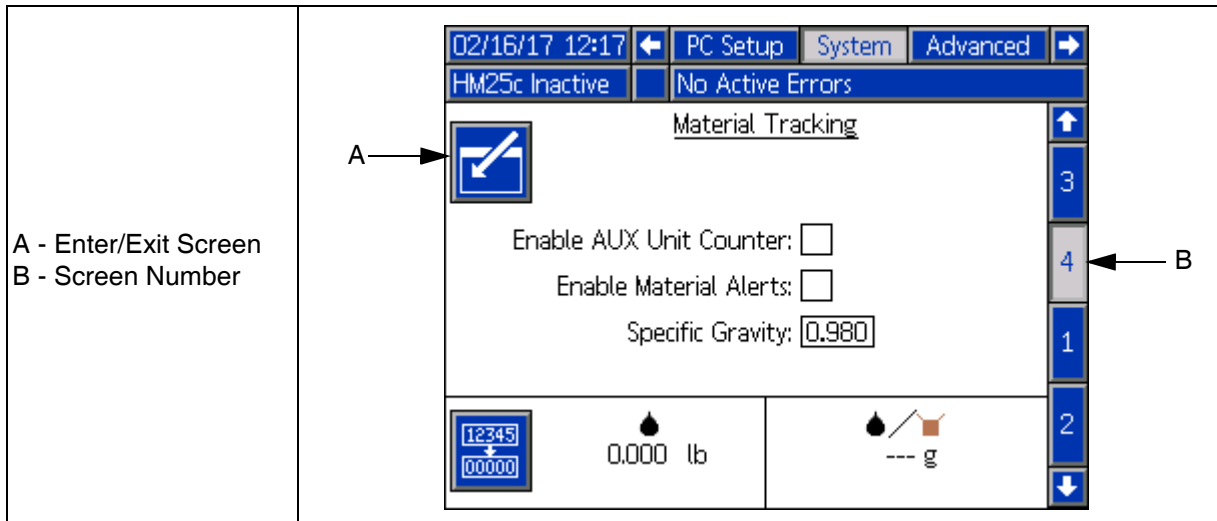 A - Enter/Exit Screen
B - Screen Number
02/16/17 12:17 PC Setup System Advanced
HM25c Inactive No Active Errors
Material Tracking
A
3
Enable AUX Unit Counter:
4
B
Enable Material Alerts:
Specific Gravity: 0.980
1
12345
00000
0.000 lb
--- g
2